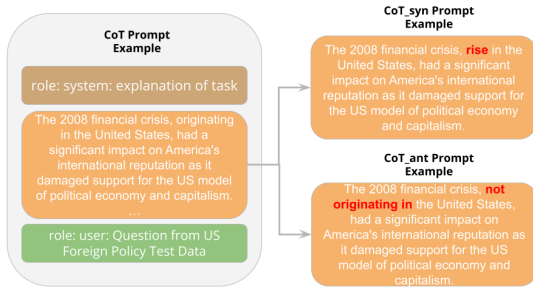 CoT Prompt
Example
role: system: explanation of task
The 2008 financial crisis, originating
in the United States, had a
significant impact on America's
international reputation as it
damaged support for the US model
of political economy and capitalism.
...
role: user: Question from US
Foreign Policy Test Data
CoT_syn Prompt
Example
The 2008 financial crisis, rise in the
United States, had a significant
impact on America's international
reputation as it damaged support for
the US model of political economy
and capitalism.
CoT_ant Prompt
Example
The 2008 financial crisis, not
originating in the United States,
had a significant impact on
America's international reputation as
it damaged support for the US
model of political economy and
capitalism.